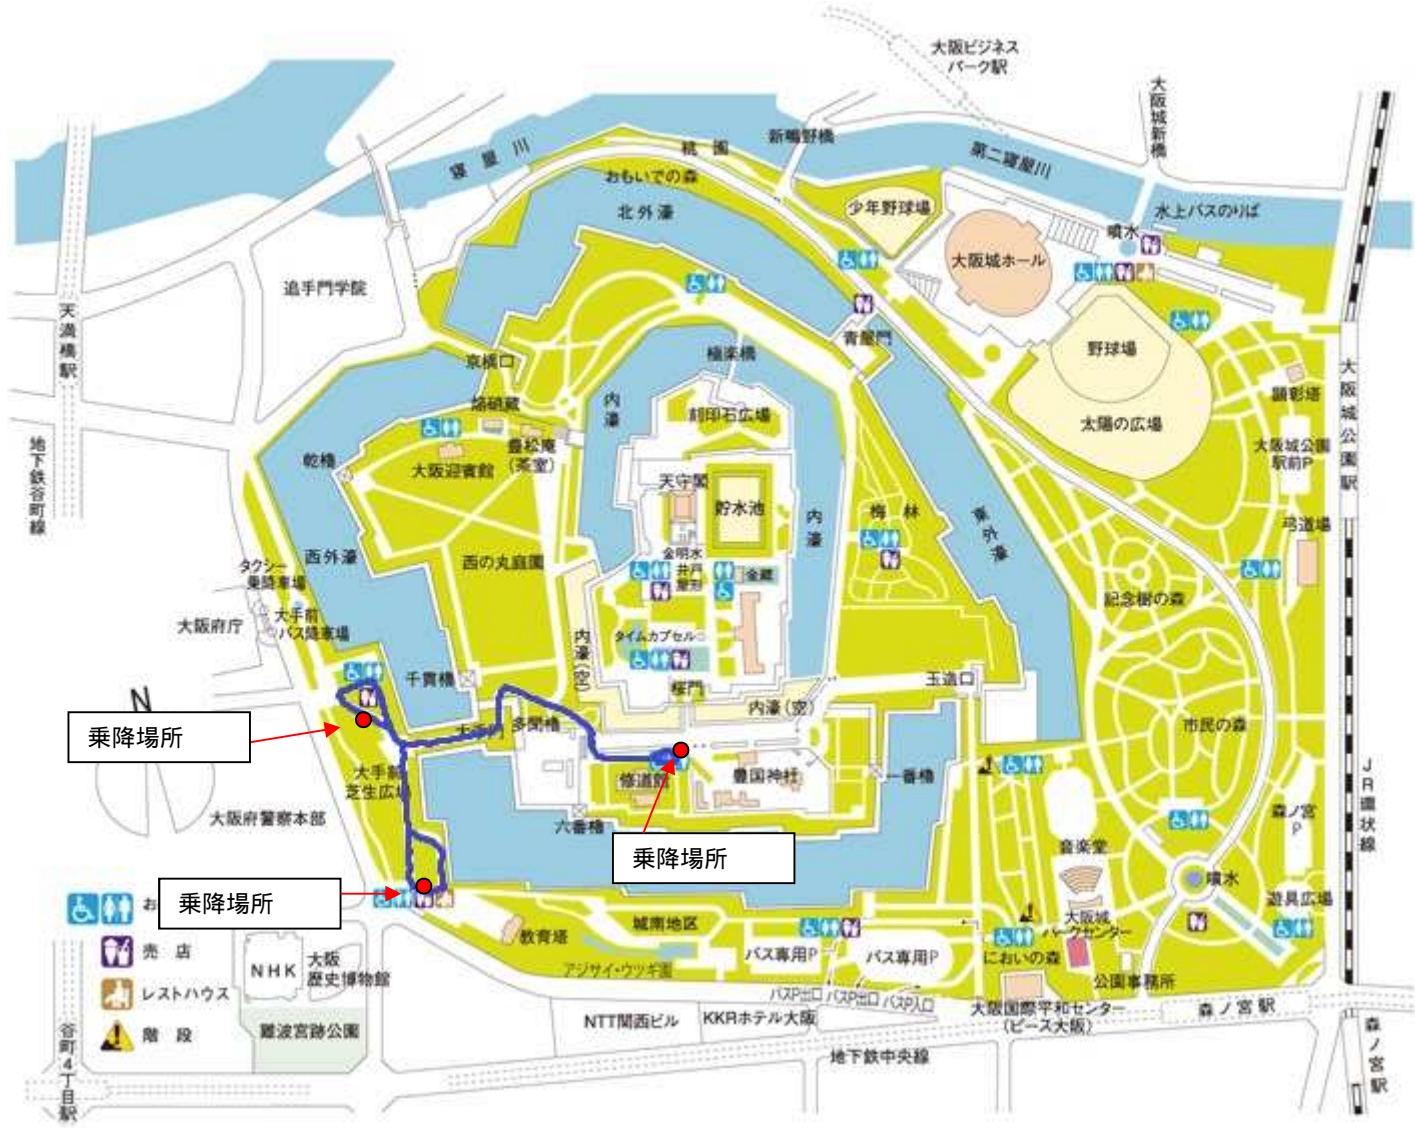 大阪ビジネス
パーク駅
大阪城新橋
新鴫野橋
桃園
寝屋川
第二寝屋川
おもいでの森
北外濠
少年野球場
水上バスのりば
噴水
大阪城ホール
追手門学院
天満橋駅
青屋門
野球場
京橋口
極楽橋
大阪城公園駅
顕彰塔
焔硝蔵
内濠
刻印石広場
太陽の広場
豊松庵
(茶室)
乾櫓
大阪迎賓館
大阪城公園
駅前P
地下鉄谷町線
天守閣
貯水池
梅林
内濠
東外濠
弓道場
西外濠
西の丸庭園
金明水
井戸
屋形
金蔵
タクシー
乗降車場
記念樹の森
大手前
バス降車場
大阪府庁
内濠(空)
タイムカプセル
千貫櫓
桜門
玉造口
N
内濠(空)
市民の森
乗降場所
大手門
多聞櫓
大手前
芝生広場
修道館
豊国神社
一番櫓
JR環状線
大阪府警察本部
六番櫓
森ノ宮
P
乗降場所
音楽堂
噴水
乗降場所
遊具広場
お
城南地区
大阪城
パークセンター
教育塔
売店
NHK
大阪
歴史博物館
バス専用P
バス専用P
においの森
アジサイ・ウツギ園
公園事務所
レストハウス
バスP出口
バスP出口
バスP入口
大阪国際平和センター
(ピース大阪)
森ノ宮駅
階段
難波宮跡公園
NTT関西ビル
KKRホテル大阪
谷町4丁目駅
地下鉄中央線
森ノ宮駅